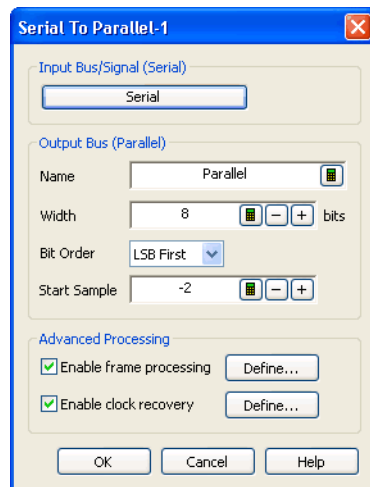 Serial To Parallel-1
Input Bus/Signal (Serial)
Serial
Output Bus (Parallel)
Name Parallel
Width 8 bits
Bit Order LSB First
Start Sample -2
Advanced Processing
Enable frame processing Define...
Enable clock recovery Define...
OK Cancel Help